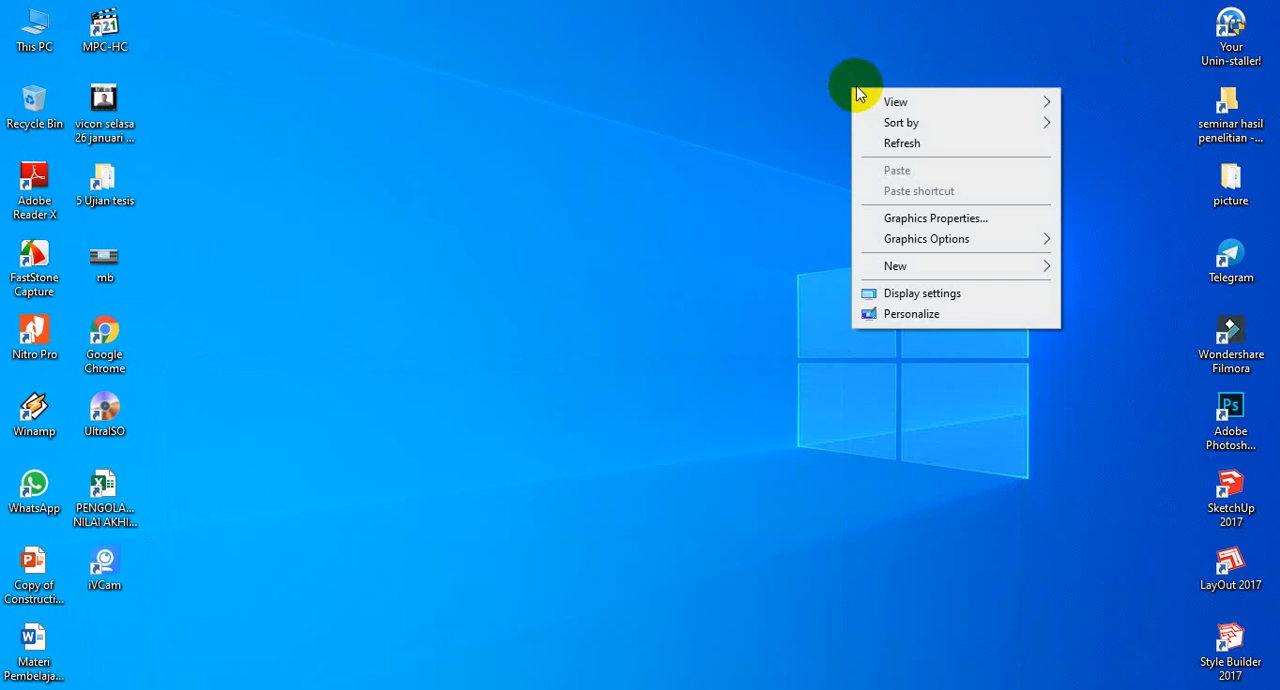 This PC
MPC-HC
Recycle Bin
vicon selasa
26 januari ...
Adobe
Reader X
5 Ujian tesis
FastStone
Capture
mb
Nitro Pro
Google
Chrome
Winamp
UltraISO
WhatsApp
PENGOLA...
NILAI AKHI...
Copy of
Constructi...
iVCam
Materi
Pembelaja...
View
Sort by
Refresh
Paste
Paste shortcut
Graphics Properties...
Graphics Options
New
Display settings
Personalize
Your
Unin-staller!
seminar hasil
penelitian -...
picture
Telegram
Wondershare
Filmora
Ps
Adobe
Photosh...
SketchUp
2017
LayOut 2017
Style Builder
2017